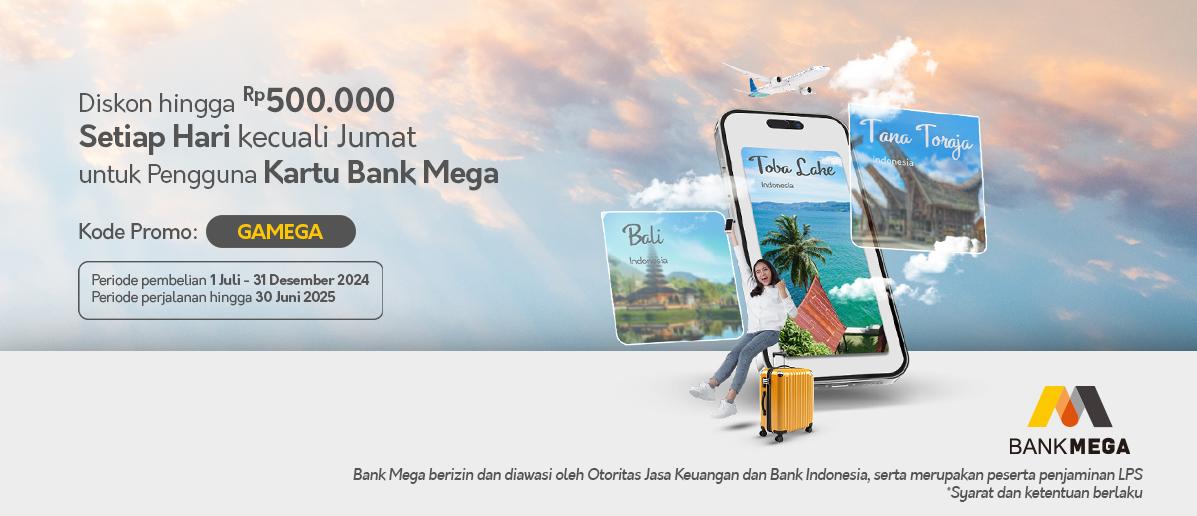 Diskon hingga Rp500.000
Setiap Hari kecuali Jumat
untuk Pengguna Kartu Bank Mega
Kode Promo: GAMEGA
Periode pembelian 1 Juli - 31 Desember 2024
Periode perjalanan hingga 30 Juni 2025
Tana Toraja
Indonesia
Toba Lake
Indonesia
Bali
Indonesia
BANKMEGA
Bank Mega berizin dan diawasi oleh Otoritas Jasa Keuangan dan Bank Indonesia, serta merupakan peserta penjaminan LPS
*Syarat dan ketentuan berlaku